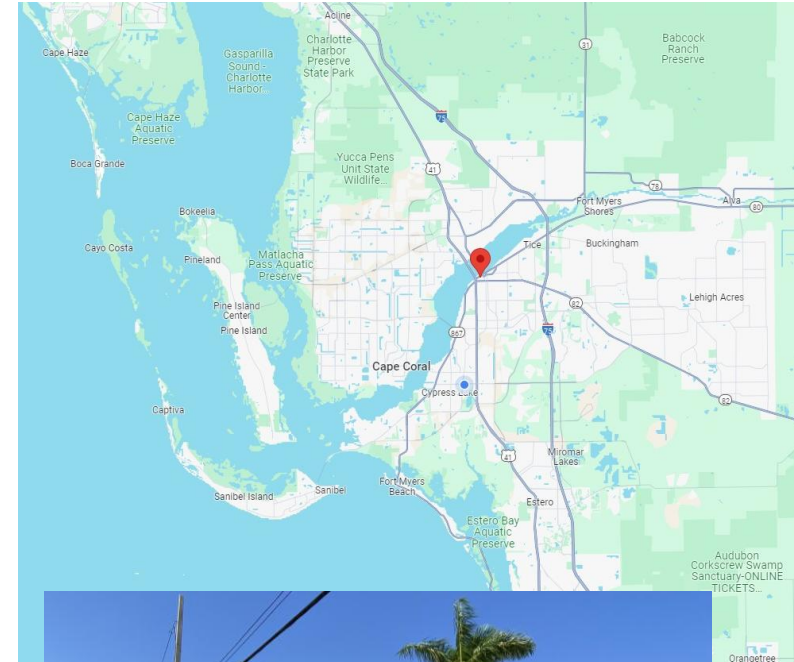 Acline
Cape Haze
Gasparilla
Sound -
Charlotte
Harbor...
Charlotte
Harbor
Preserve
State Park
31
Babcock
Ranch
Preserve
75
Cape Haze
Aquatic
Preserve
Boca Grande
Yucca Pens
Unit State
Wildlife...
41
78
Alva
80
Fort Myers
Shores
Bokeelia
Cayo Costa
Pineland
Matlacha
Pass Aquatic
Preserve
Tice
Buckingham
Pine Island
Center
Pine Island
82
Lehigh Acres
867
75
Cape Coral
Cypress Lake
82
Captiva
41
Miromar
Lakes
Sanibel Island
Sanibel
Fort Myers
Beach
Estero
Estero Bay
Aquatic
Preserve
Audubon
Corkscrew Swamp
Sanctuary-ONLINE
TICKETS...
Orangetree